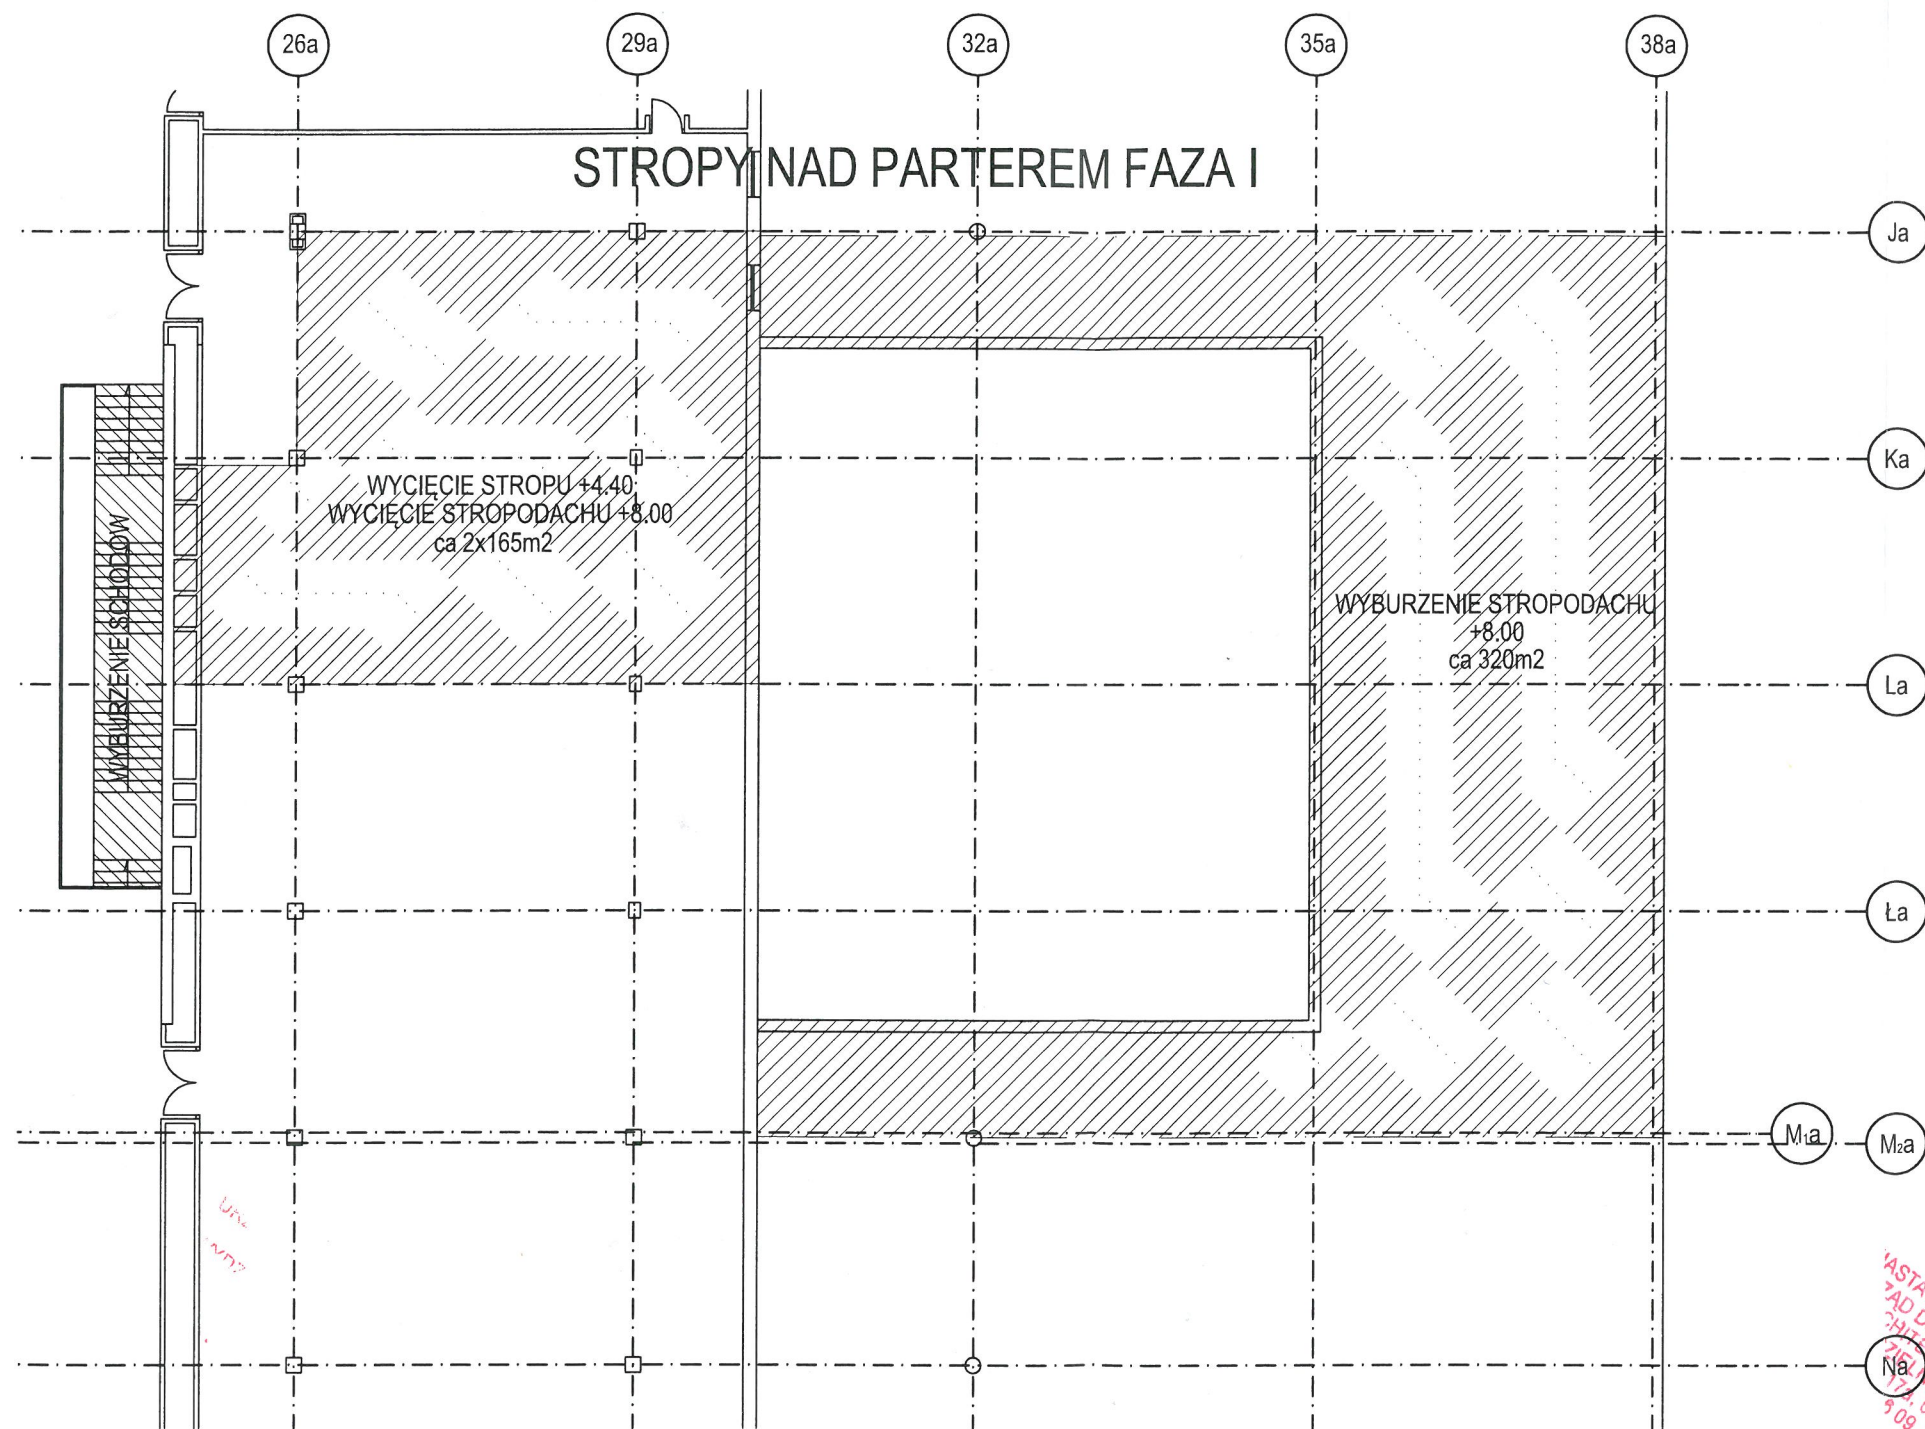 26a
29a
32a
35a
38a
STROPY NAD PARTEREM FAZA I
Ja
Ka
WYCIĘCIE STROPU +4.40
WYCIĘCIE STROPODACHU +8.00
ca 2x165m2
WYBURZENIE SCHODÓW
WYBURZENIE STROPODACHU
+8.00
ca 320m2
La
Ła
M₁a
M₂a
Na